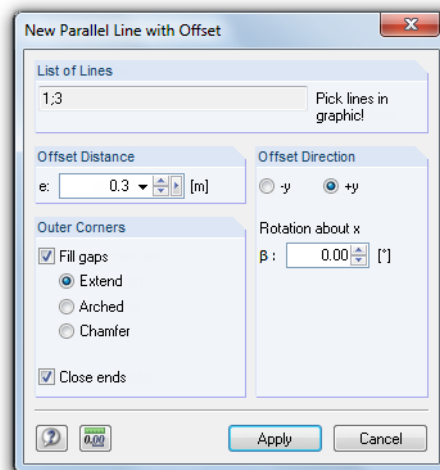 New Parallel Line with Offset
List of Lines
1;3
Pick lines in
graphic!
Offset Distance
e: 0.3 [m]
Offset Direction
-y +y
Rotation about x
β : 0.00 [°]
Outer Corners
Fill gaps
Extend
Arched
Chamfer
Close ends
0.00
Apply Cancel